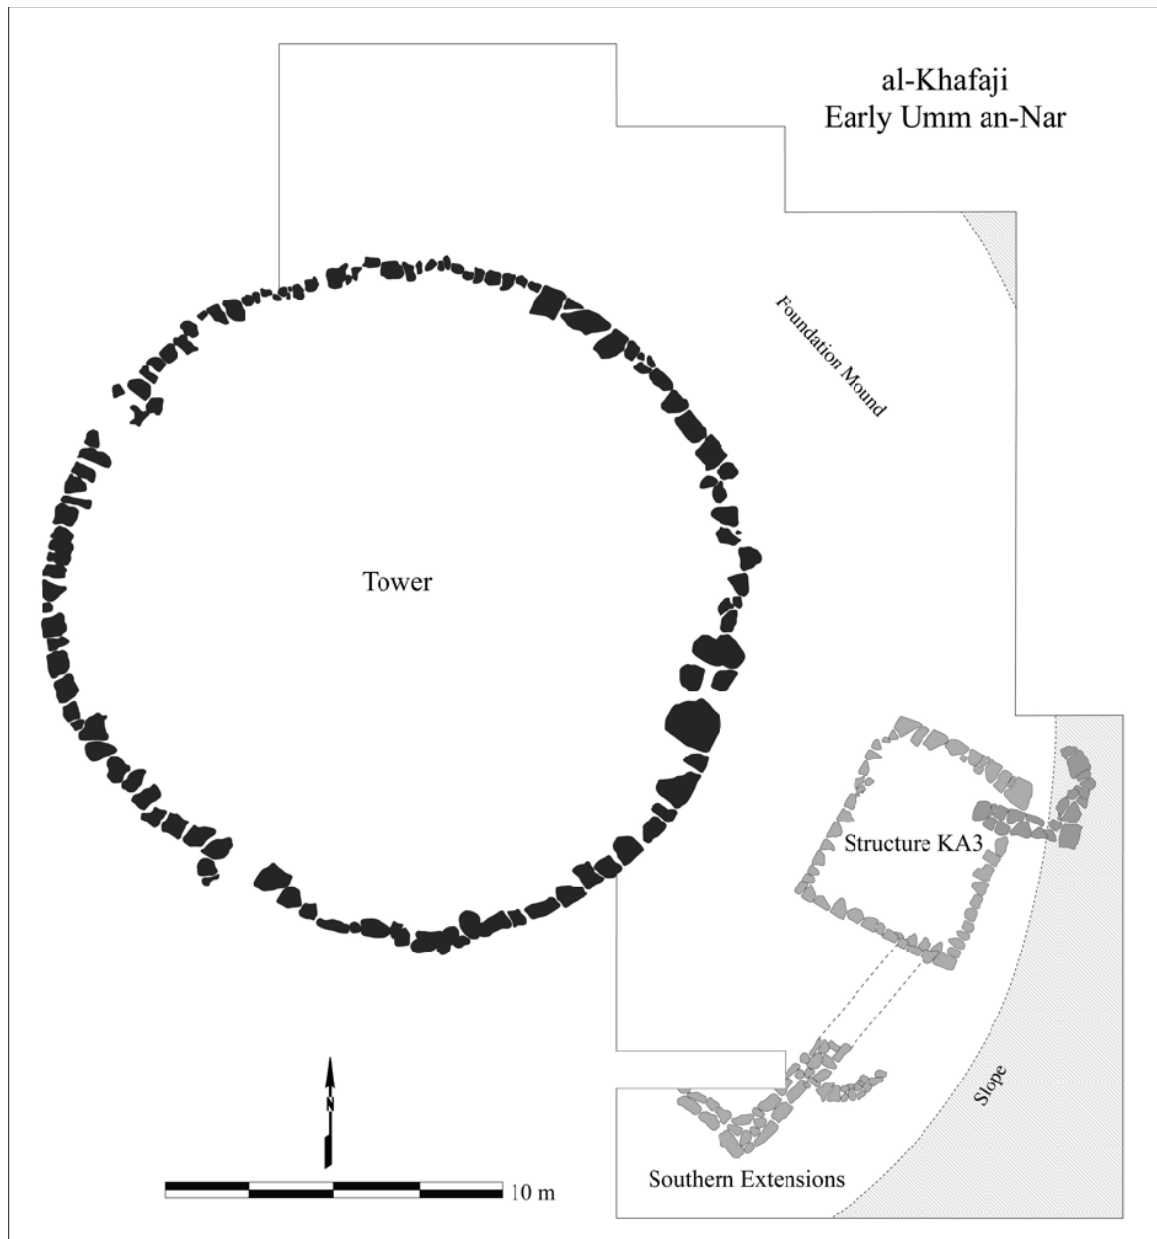 al-Khafaji
Early Umm an-Nar
Foundation Mound
Tower
Structure KA3
Slope
N
Southern Extensions
10 m